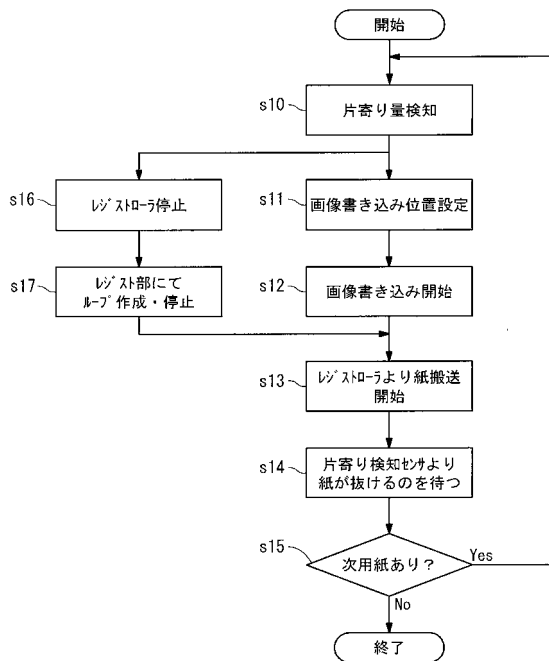 開始
s10
片寄り量検知
s16
ﾚｼﾞｽﾄﾛｰﾗ停止
s11
画像書き込み位置設定
s17
ﾚｼﾞｽﾄ部にて
ﾙｰﾌﾟ作成・停止
s12
画像書き込み開始
s13
ﾚｼﾞｽﾄﾛｰﾗより紙搬送
開始
s14
片寄り検知ｾﾝｻより
紙が抜けるのを待つ
s15
次用紙あり？
Yes
No
終了